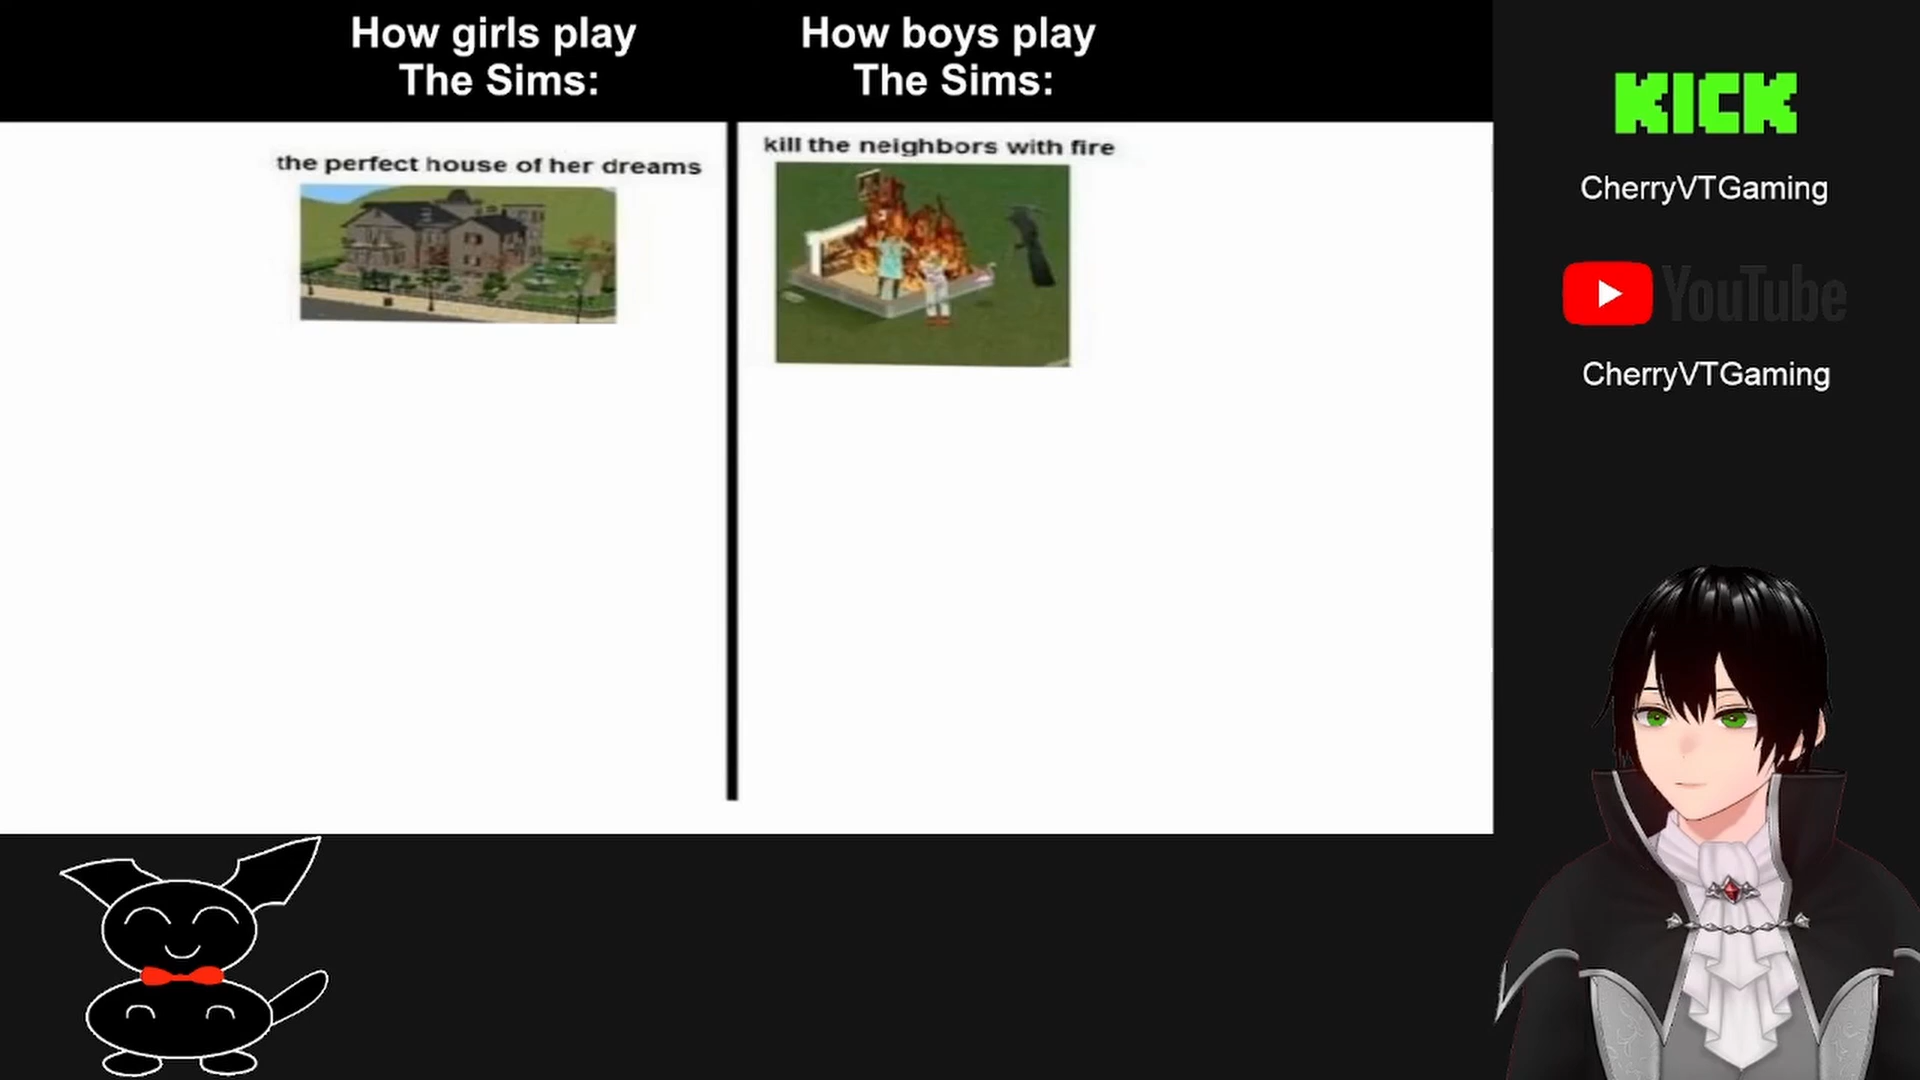 How girls play
The Sims:
How boys play
The Sims:
the perfect house of her dreams
kill the neighbors with fire
KICK
CherryVTGaming
YouTube
CherryVTGaming